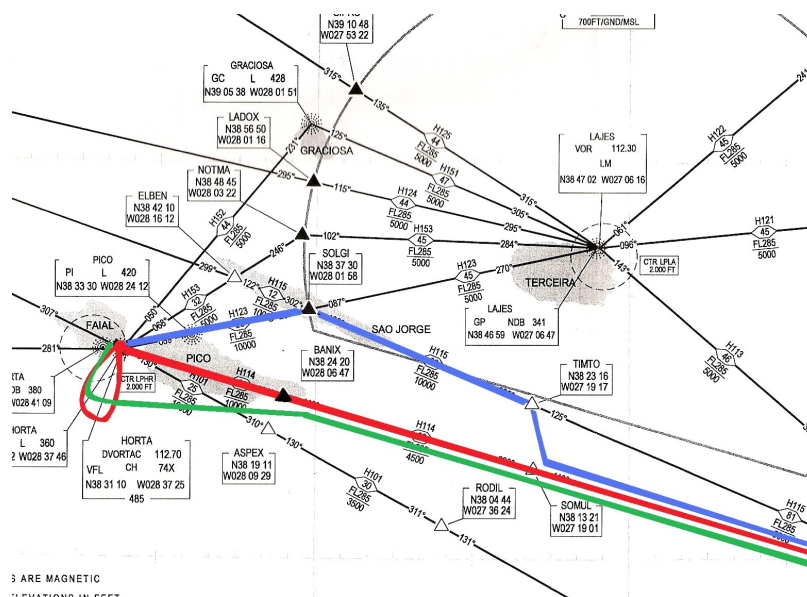 700FT/GND/MSL
N39 10 48
W027 53 22
GRACIOSA
GC L 428
N39 05 38 W028 01 51
LADOX
N38 56 50
W028 01 16
NOTMA
N38 48 45
W028 03 22
ELBEN
N38 42 10
W028 16 12
PICO
PI L 420
N38 33 30 W028 24 12
315°
135°
H125
44
FL285
5000
315°
231°
125°
GRACIOSA
H151
47
FL285
5000
305°
295°
115°
H124
44
FL285
5000
295°
H152
44
FL285
5000
246°
102°
H153
45
FL285
5000
284°
LAJES
VOR 112.30
LM
N38 47 02 W027 06 16
H122
45
FL285
5000
241°
061°
H121
45
FL285
5000
096°
143°
CTR LPLA
2.000 FT
TERCEIRA
299°
122°
H115
12
FL285
302°
SOLGI
N38 37 30
W028 01 58
087°
H123
45
FL285
5000
270°
LAJES
GP NDB 341
N38 46 59 W027 06 47
H113
46
FL285
5000
050°
068°
H153
32
FL285
5000
H123
FL285
10000
307°
FAIAL
281°
PICO
SAO JORGE
BANIX
N38 24 20
W028 06 47
FL285
10000
TIMTO
N38 23 16
W027 19 17
125°
NDB 380
W028 41 09
CTR LPHR
2.000 FT
130°
H101
25
FL285
H114
FL285
10000
HORTA
L 360
W028 37 46
HORTA
DVORTAC 112.70
VFL CH 74X
N38 31 10 W028 37 25
485
310°
130°
ASPEX
N38 19 11
W028 09 29
H114
4500
H101
30
FL285
3500
311°
131°
RODIL
N38 04 44
W027 36 24
SOMUL
N38 13 21
W027 19 01
H115
81
FL285
S ARE MAGNETIC
ELEVATIONS IN FEET